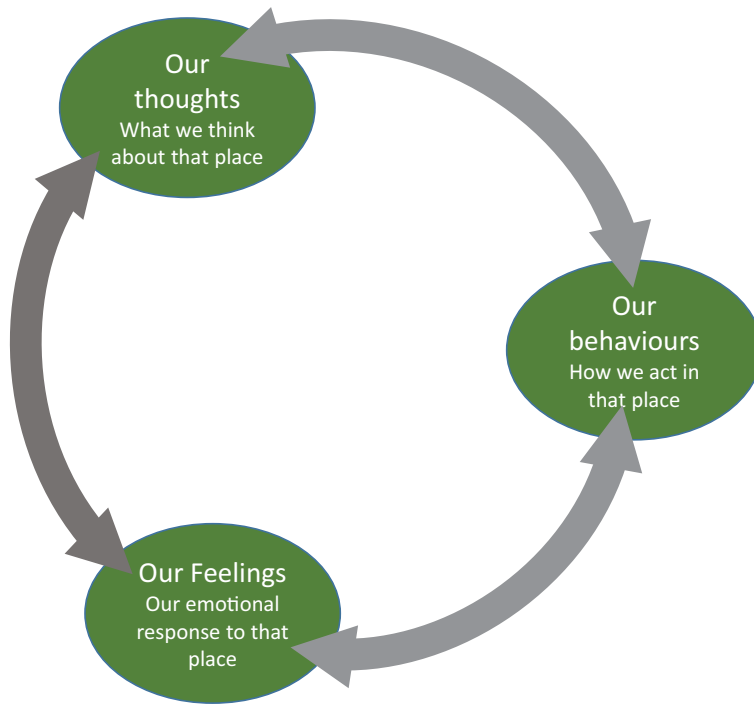 Our
thoughts
What we think
about that place
Our
behaviours
How we act in
that place
Our Feelings
Our emotional
response to that
place